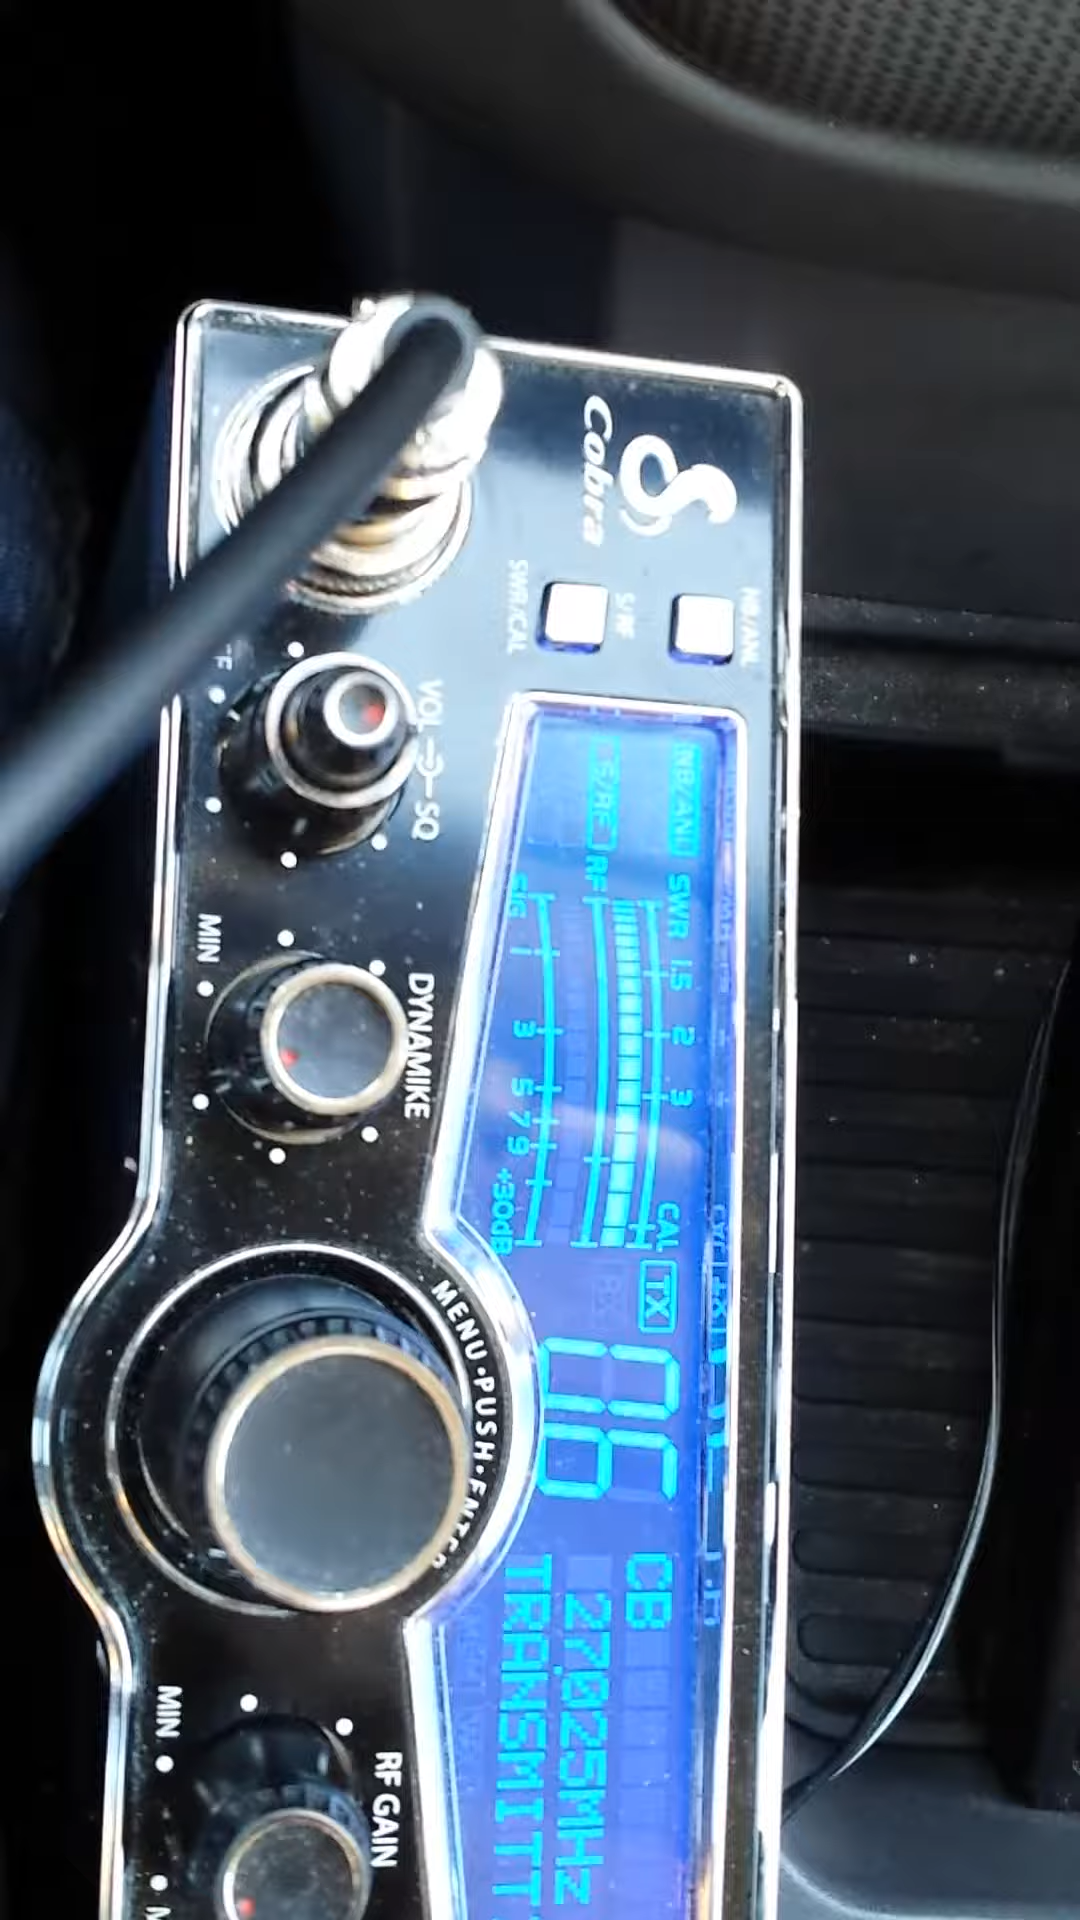 Cobra
NB/ANL
S/RF
SWR/CAL
NB/ANL SWR 1.5 2 3 CAL TX
S/RF RF
SIG 1 3 5 7 9 +30dB
06
CB
27.025MHz
TRANSMITT
VOL SQ
DYNAMIKE
MIN
MENU·PUSH·ENTER
RF GAIN
MIN